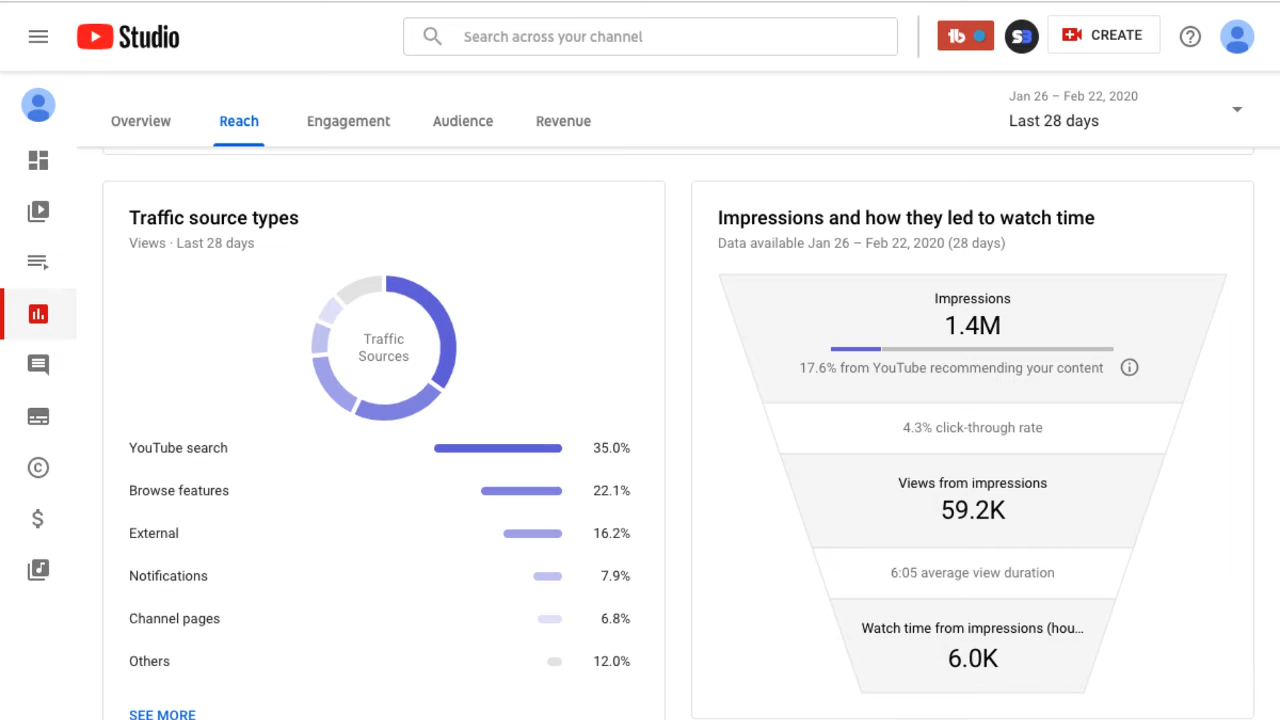 Studio
Search across your channel
tb
SB
CREATE
Overview
Reach
Engagement
Audience
Revenue
Jan 26 – Feb 22, 2020
Last 28 days
Traffic source types
Views · Last 28 days
Traffic
Sources
YouTube search 35.0%
Browse features 22.1%
External 16.2%
Notifications 7.9%
Channel pages 6.8%
Others 12.0%
SEE MORE
Impressions and how they led to watch time
Data available Jan 26 – Feb 22, 2020 (28 days)
Impressions
1.4M
17.6% from YouTube recommending your content
4.3% click-through rate
Views from impressions
59.2K
6:05 average view duration
Watch time from impressions (hou...
6.0K